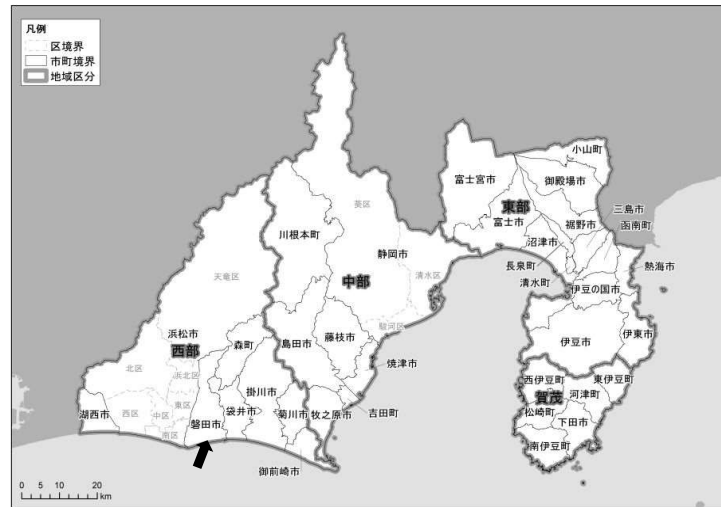 凡例
区境界
市町境界
地域区分
小山町
富士宮市
御殿場市
三島市
函南町
葵区
東部
裾野市
富士市
川根本町
沼津市
静岡市
熱海市
長泉町
清水区
天竜区
中部
清水町
伊豆の国市
駿河区
浜松市
森町
島田市
藤枝市
伊豆市
伊東市
西部
焼津市
北区
浜北区
掛川市
西伊豆町
東伊豆町
賀茂
河津町
湖西市
西区
中区
東区
袋井市
菊川市
牧之原市
吉田町
松崎町
下田市
磐田市
南区
南伊豆町
御前崎市
0 5 10 20
km